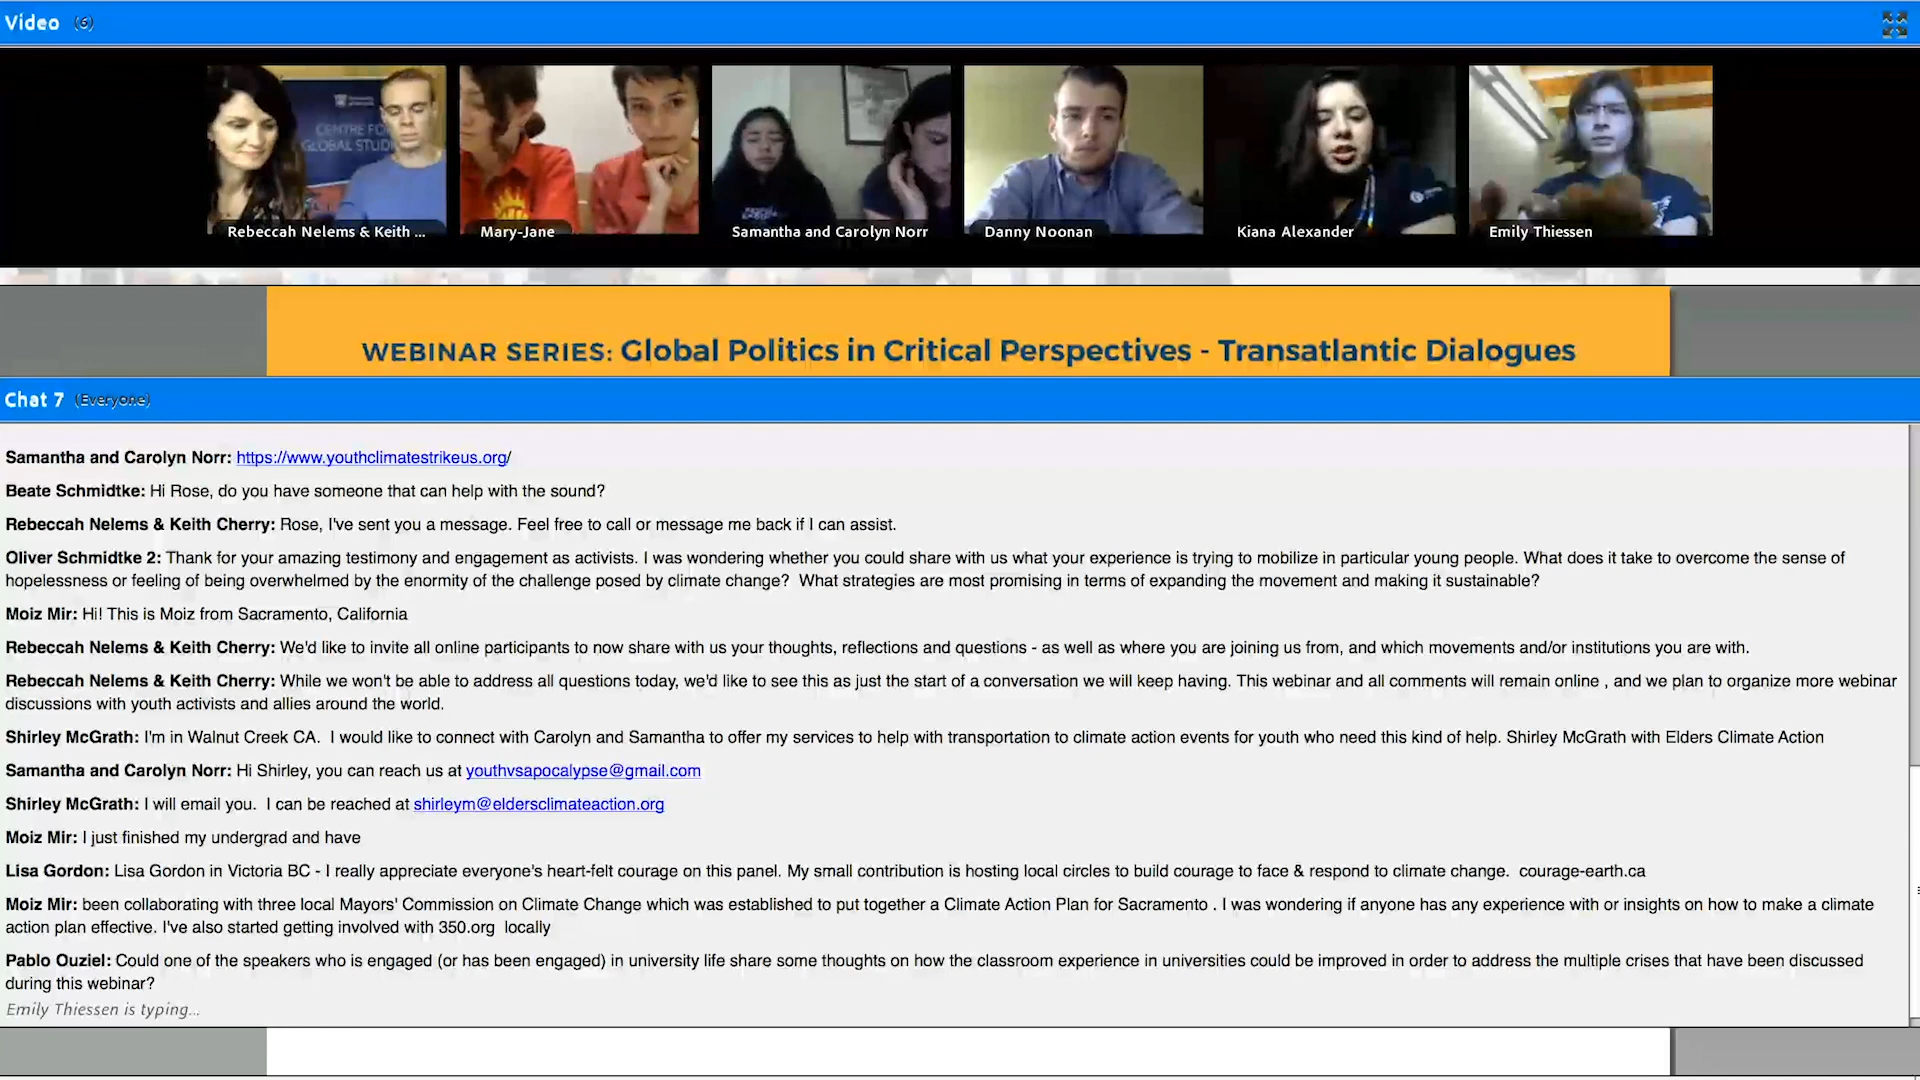 Video (6)
CENTRE FO
GLOBAL STUD
Rebeccah Nelems & Keith ...
Mary-Jane
Samantha and Carolyn Norr
Danny Noonan
Kiana Alexander
Emily Thiessen
WEBINAR SERIES: Global Politics in Critical Perspectives - Transatlantic Dialogues
Chat 7 (Everyone)
Samantha and Carolyn Norr: https://www.youthclimatestrikeus.org/
Beate Schmidtke: Hi Rose, do you have someone that can help with the sound?
Rebeccah Nelems & Keith Cherry: Rose, I've sent you a message. Feel free to call or message me back if I can assist.
Oliver Schmidtke 2: Thank for your amazing testimony and engagement as activists. I was wondering whether you could share with us what your experience is trying to mobilize in particular young people. What does it take to overcome the sense of
hopelessness or feeling of being overwhelmed by the enormity of the challenge posed by climate change? What strategies are most promising in terms of expanding the movement and making it sustainable?
Moiz Mir: Hi! This is Moiz from Sacramento, California
Rebeccah Nelems & Keith Cherry: We'd like to invite all online participants to now share with us your thoughts, reflections and questions - as well as where you are joining us from, and which movements and/or institutions you are with.
Rebeccah Nelems & Keith Cherry: While we won't be able to address all questions today, we'd like to see this as just the start of a conversation we will keep having. This webinar and all comments will remain online , and we plan to organize more webinar
discussions with youth activists and allies around the world.
Shirley McGrath: I'm in Walnut Creek CA. I would like to connect with Carolyn and Samantha to offer my services to help with transportation to climate action events for youth who need this kind of help. Shirley McGrath with Elders Climate Action
Samantha and Carolyn Norr: Hi Shirley, you can reach us at youthvsapocalypse@gmail.com
Shirley McGrath: I will email you. I can be reached at shirleym@eldersclimateaction.org
Moiz Mir: I just finished my undergrad and have
Lisa Gordon: Lisa Gordon in Victoria BC - I really appreciate everyone's heart-felt courage on this panel. My small contribution is hosting local circles to build courage to face & respond to climate change. courage-earth.ca
Moiz Mir: been collaborating with three local Mayors' Commission on Climate Change which was established to put together a Climate Action Plan for Sacramento . I was wondering if anyone has any experience with or insights on how to make a climate
action plan effective. I've also started getting involved with 350.org locally
Pablo Ouziel: Could one of the speakers who is engaged (or has been engaged) in university life share some thoughts on how the classroom experience in universities could be improved in order to address the multiple crises that have been discussed
during this webinar?
Emily Thiessen is typing...